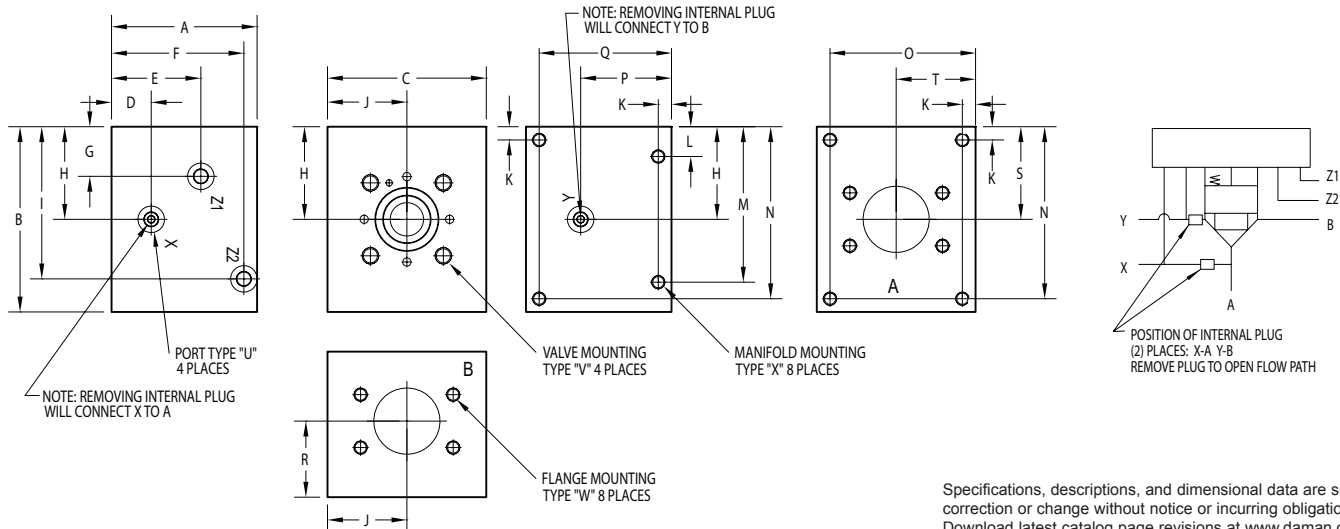 NOTE: REMOVING INTERNAL PLUG
WILL CONNECT Y TO B
A
F
E
D
G
H
B
I
Z1
X
Z2
C
J
H
Q
P
K
K
L
H
M
N
Y
O
T
K
K
S
N
A
W
Z1
Z2
Y
B
X
A
PORT TYPE "U"
4 PLACES
NOTE: REMOVING INTERNAL PLUG
WILL CONNECT X TO A
VALVE MOUNTING
TYPE "V" 4 PLACES
MANIFOLD MOUNTING
TYPE "X" 8 PLACES
POSITION OF INTERNAL PLUG
(2) PLACES: X-A Y-B
REMOVE PLUG TO OPEN FLOW PATH
B
R
J
FLANGE MOUNTING
TYPE "W" 8 PLACES
Specifications, descriptions, and dimensional data are
correction or change without notice or incurring
Download latest catalog page revisions at